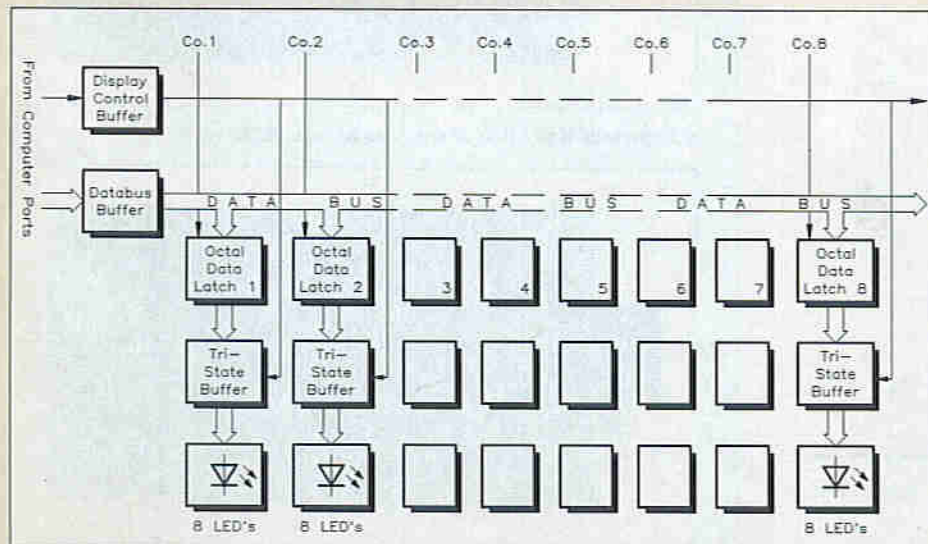 Co.1 Co.2 Co.3 Co.4 Co.5 Co.6 Co.7 Co.8
From Computer Ports
Display
Control
Buffer
Databus
Buffer
DATA BUS DATA BUS DATA BUS
Octal
Data
Latch 1
Octal
Data
Latch 2
3
4
5
6
7
Octal
Data
Latch 8
Tri-
State
Buffer
Tri-
State
Buffer
Tri-
State
Buffer
8 LED's
8 LED's
8 LED's